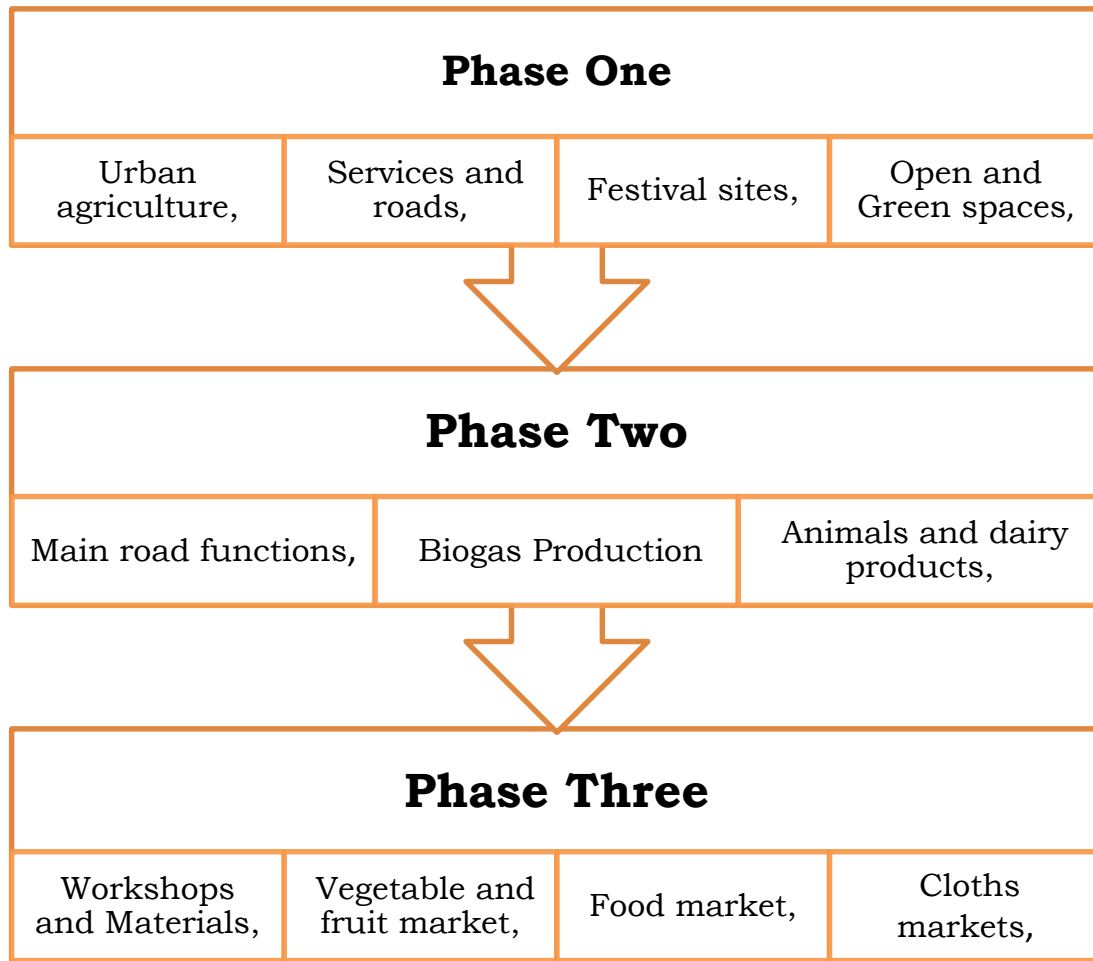 Phase One
Urban
agriculture,
Services and
roads,
Festival sites,
Open and
Green spaces,
Phase Two
Main road functions,
Biogas Production
Animals and dairy
products,
Phase Three
Workshops
and Materials,
Vegetable and
fruit market,
Food market,
Cloths
markets,